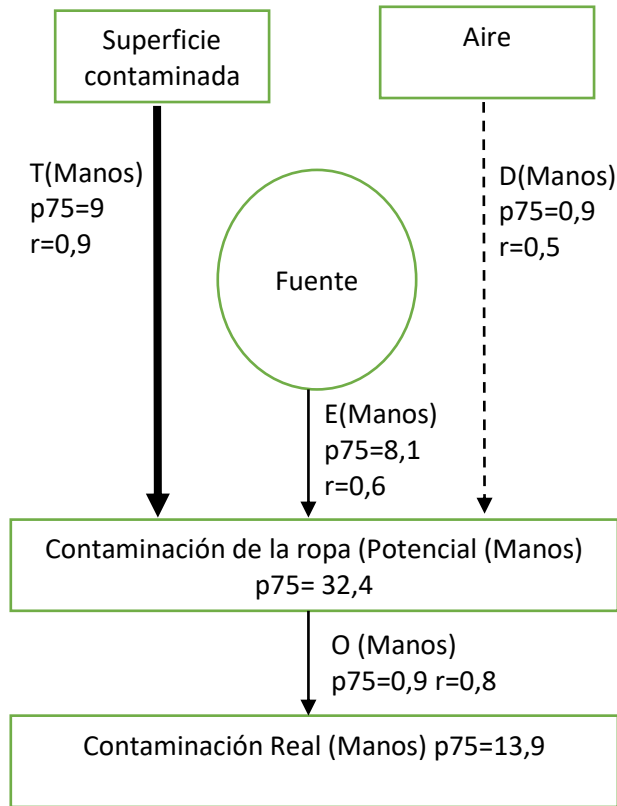 Superficie
contaminada
Aire
T(Manos)
p75=9
r=0,9
D(Manos)
p75=0,9
r=0,5
Fuente
E(Manos)
p75=8,1
r=0,6
Contaminación de la ropa (Potencial (Manos)
p75= 32,4
O (Manos)
p75=0,9 r=0,8
Contaminación Real (Manos) p75=13,9